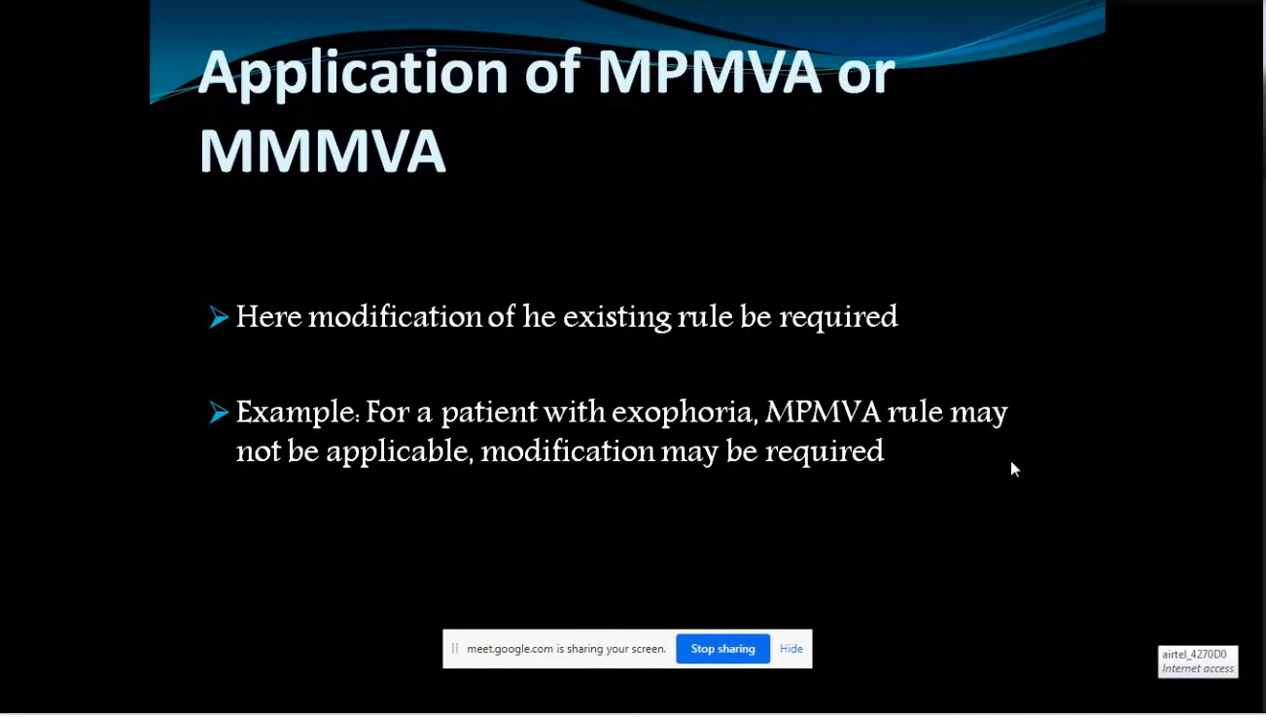 Application of MPMVA or
MMMVA
Here modification of he existing rule be required
Example: For a patient with exophoria, MPMVA rule may
not be applicable, modification may be required
meet.google.com is sharing your screen. Stop sharing Hide
airtel_4270D0
Internet access